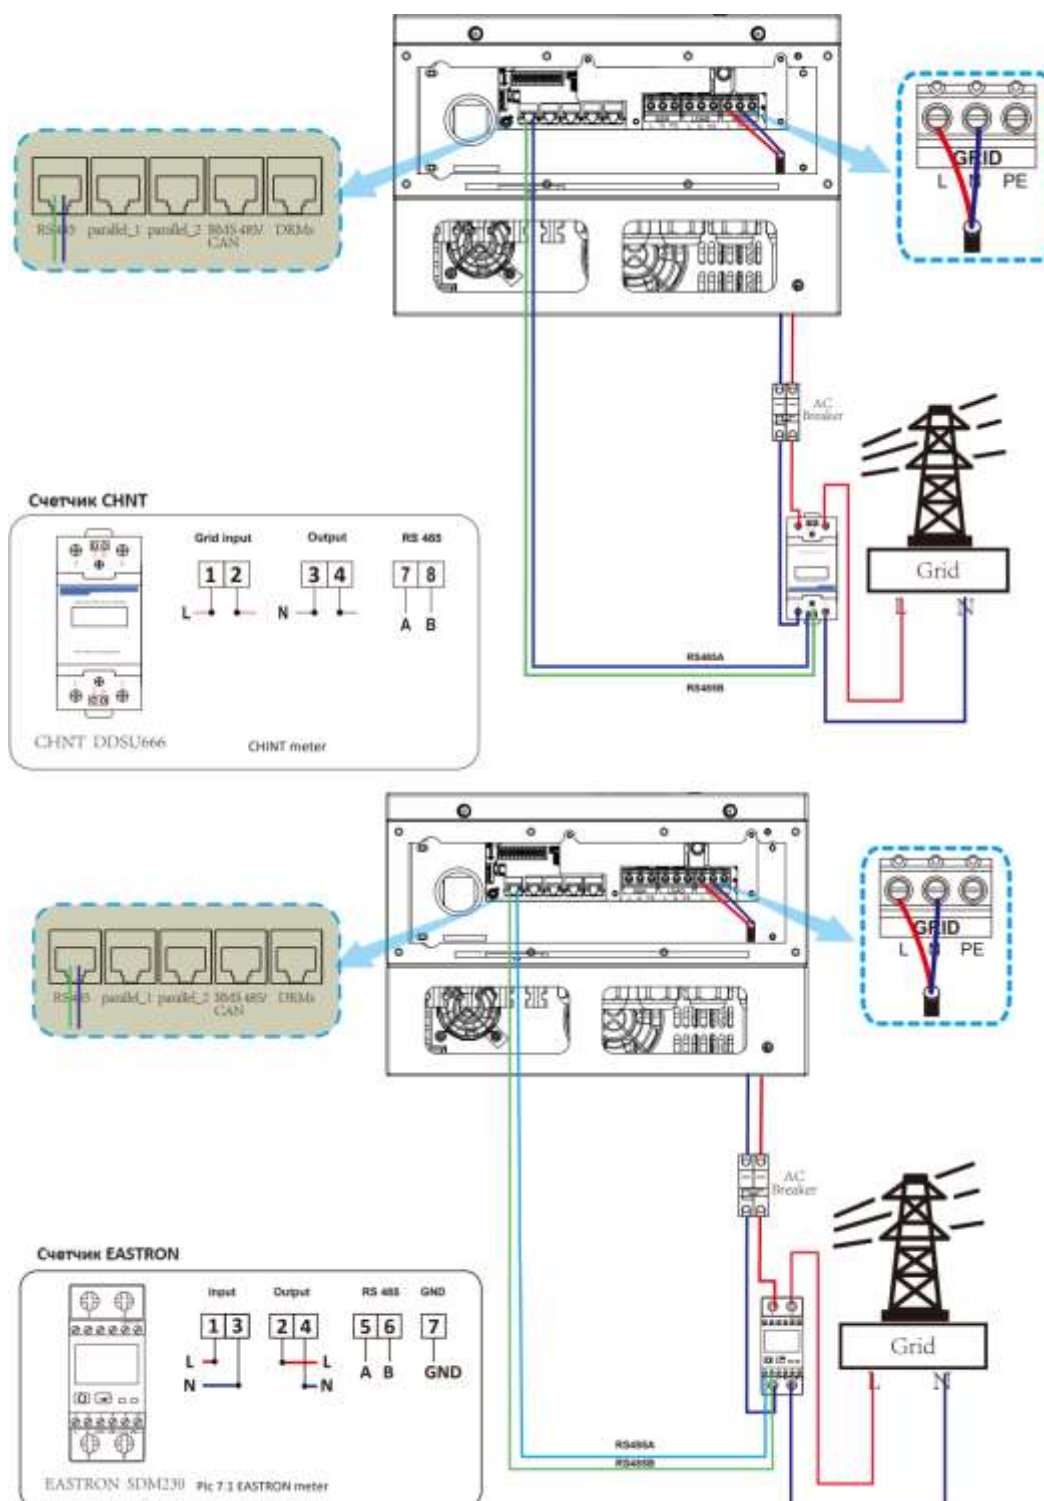 GRID
L N PE
RS485 parallel_1 parallel_2 BMS 485/ DRMs
CAN
AC
Breaker
Счетчик CHNT
Grid input Output RS 485
1 2 3 4 7 8
L N A B
Grid
L N
RS485A
RS485B
CHNT DDSU666 CHINT meter
GRID
L N PE
RS485 parallel_1 parallel_2 BMS 485/ DRMs
CAN
AC
Breaker
Счетчик EASTRON
Input Output RS 485 GND
1 3 2 4 5 6 7
L L A B GND
N N
Grid
L N
RS485A
RS485B
EASTRON SDM230 Pic 7.1 EASTRON meter